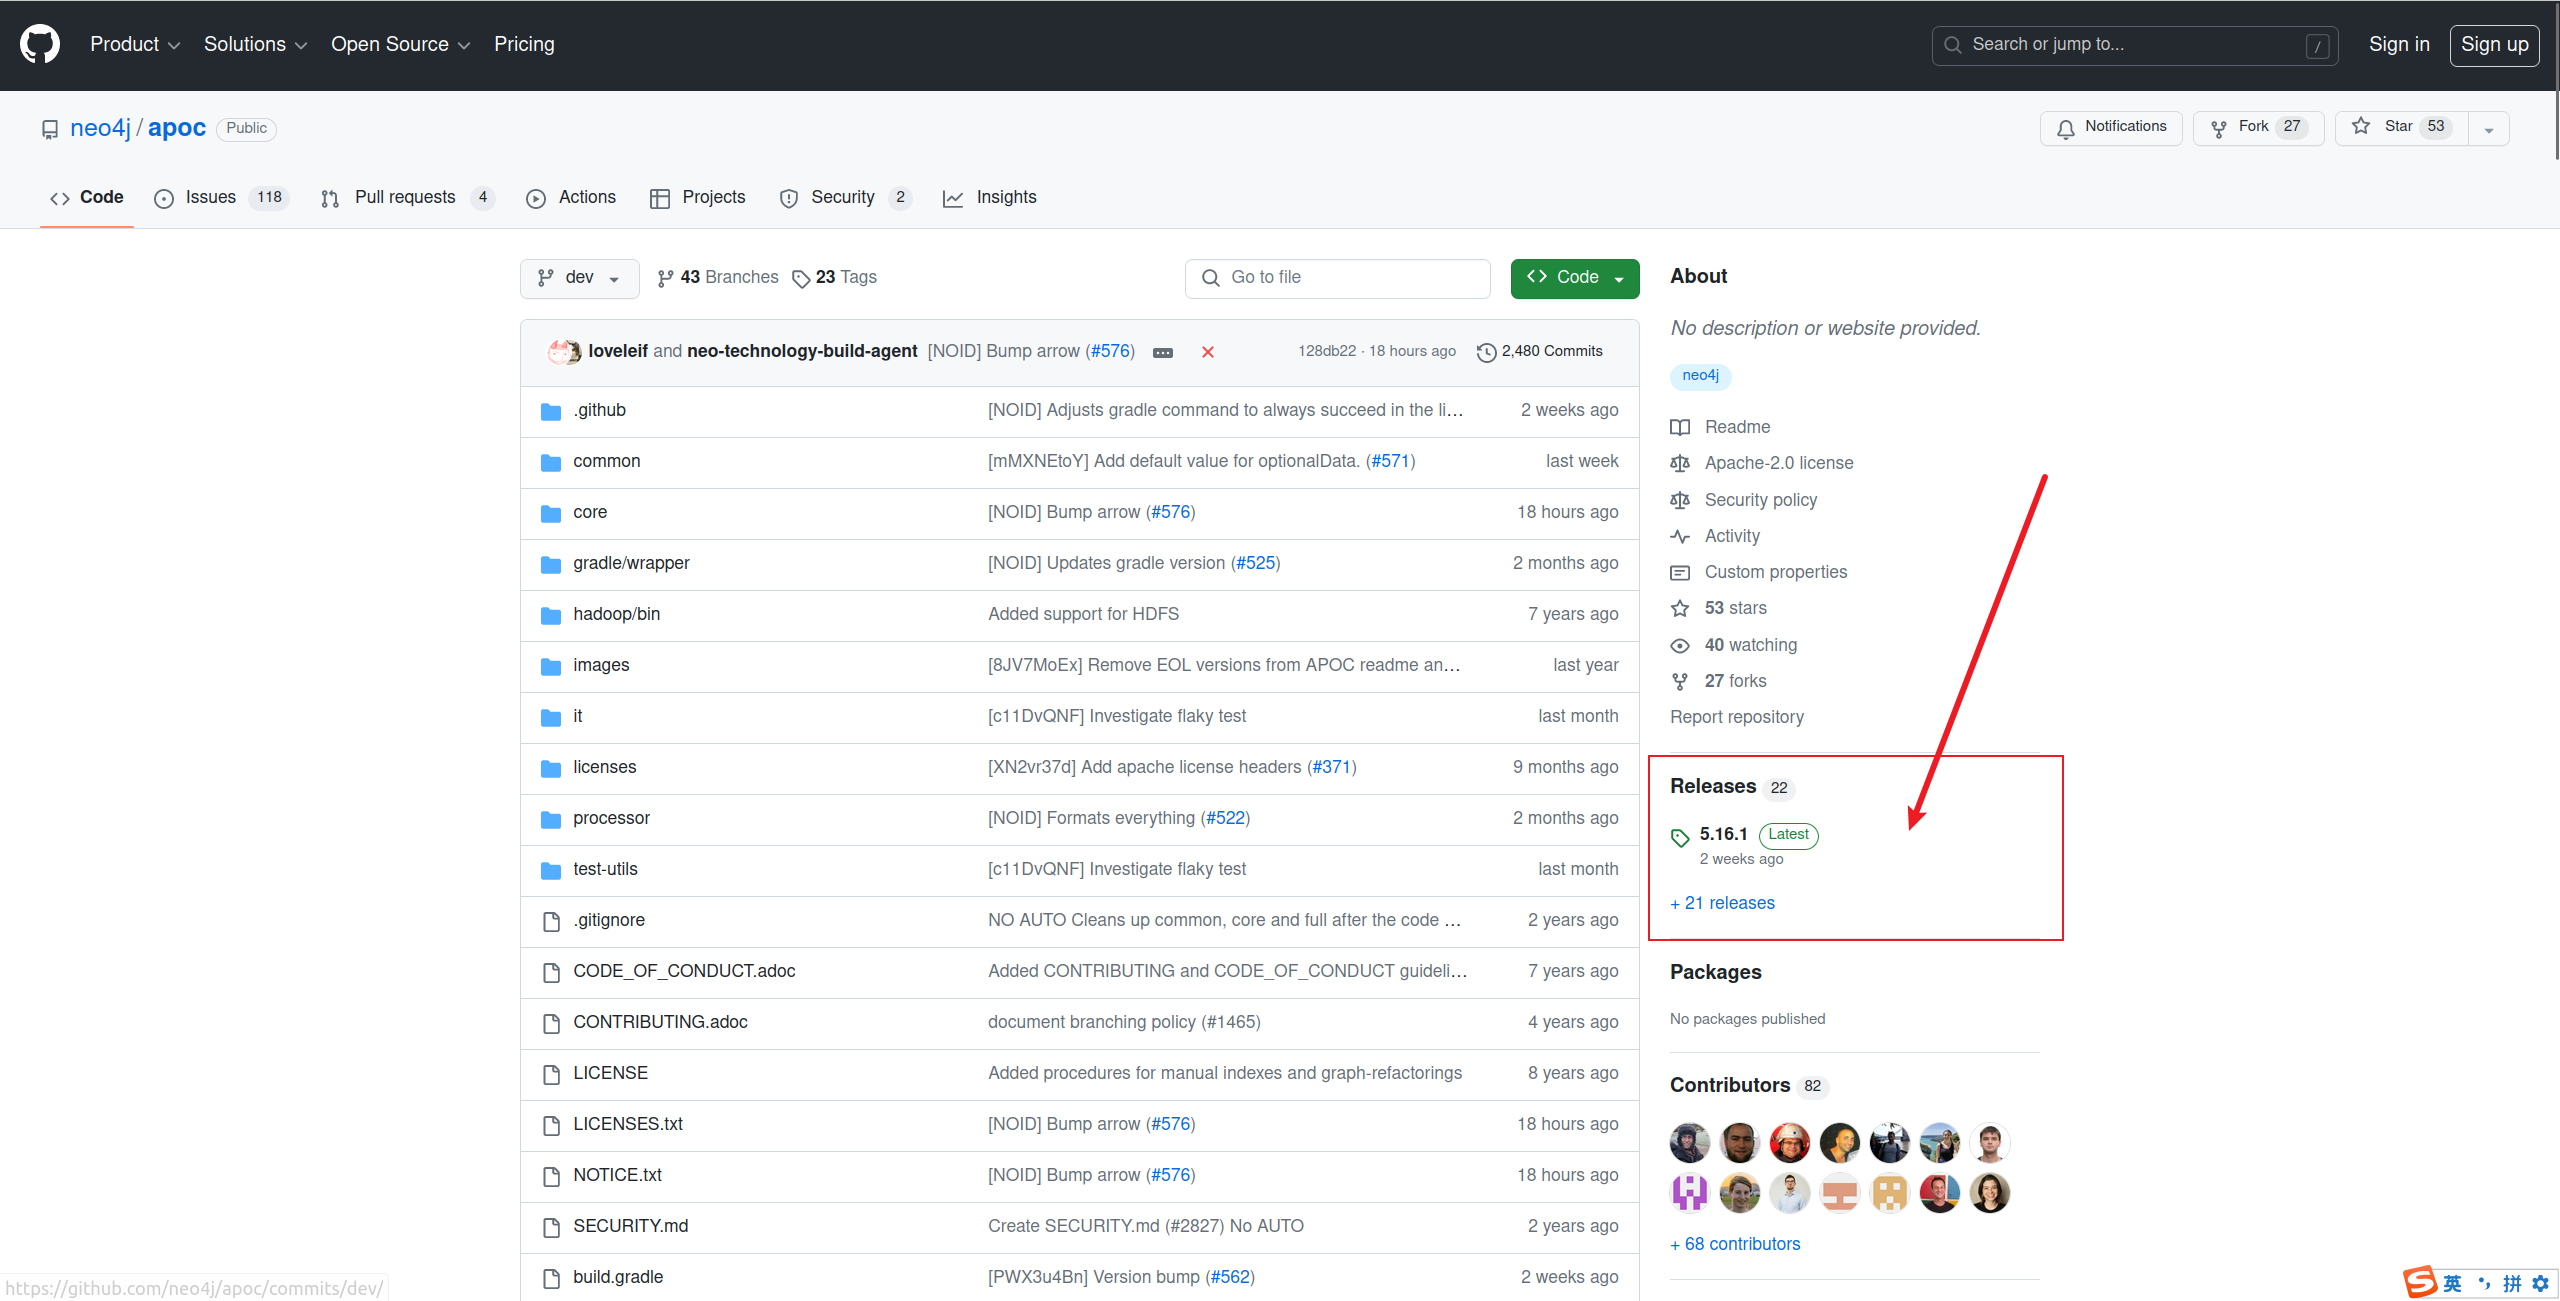 Product Solutions Open Source Pricing Search or jump to... / Sign in Sign up
neo4j / apoc Public Notifications Fork 27 Star 53
Code Issues 118 Pull requests 4 Actions Projects Security 2 Insights
dev 43 Branches 23 Tags Go to file Code
loveleif and neo-technology-build-agent [NOID] Bump arrow (#576) 128db22 · 18 hours ago 2,480 Commits
.github [NOID] Adjusts gradle command to always succeed in the li... 2 weeks ago
common [mMXNEtoY] Add default value for optionalData. (#571) last week
core [NOID] Bump arrow (#576) 18 hours ago
gradle/wrapper [NOID] Updates gradle version (#525) 2 months ago
hadoop/bin Added support for HDFS 7 years ago
images [8JV7MoEx] Remove EOL versions from APOC readme an... last year
it [c11DvQNF] Investigate flaky test last month
licenses [XN2vr37d] Add apache license headers (#371) 9 months ago
processor [NOID] Formats everything (#522) 2 months ago
test-utils [c11DvQNF] Investigate flaky test last month
.gitignore NO AUTO Cleans up common, core and full after the code ... 2 years ago
CODE_OF_CONDUCT.adoc Added CONTRIBUTING and CODE_OF_CONDUCT guideli... 7 years ago
CONTRIBUTING.adoc document branching policy (#1465) 4 years ago
LICENSE Added procedures for manual indexes and graph-refactorings 8 years ago
LICENSES.txt [NOID] Bump arrow (#576) 18 hours ago
NOTICE.txt [NOID] Bump arrow (#576) 18 hours ago
SECURITY.md Create SECURITY.md (#2827) No AUTO 2 years ago
build.gradle [PWX3u4Bn] Version bump (#562) 2 weeks ago
About
No description or website provided.
neo4j
Readme
Apache-2.0 license
Security policy
Activity
Custom properties
53 stars
40 watching
27 forks
Report repository
Releases 22
5.16.1 Latest
2 weeks ago
+ 21 releases
Packages
No packages published
Contributors 82
+ 68 contributors
https://github.com/neo4j/apoc/commits/dev/
S 英 拼